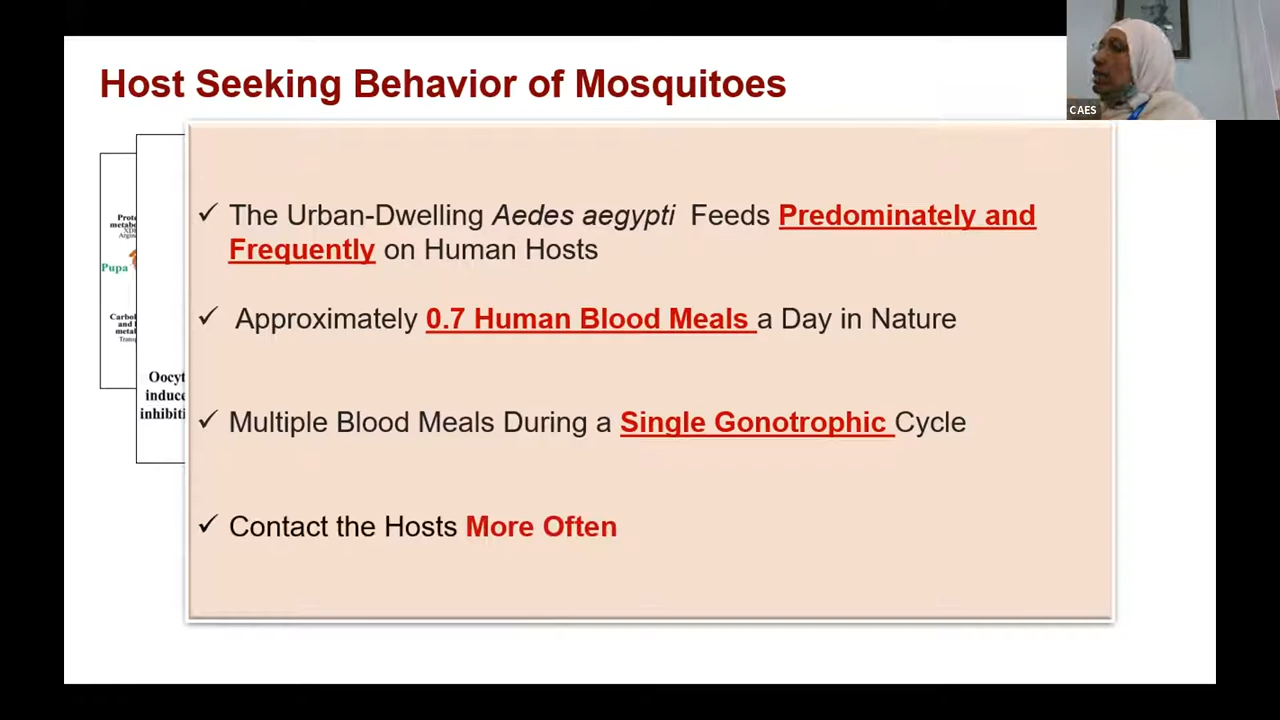 Host Seeking Behavior of Mosquitoes
CAES
✓ The Urban-Dwelling Aedes aegypti Feeds Predominately and
Frequently on Human Hosts
✓ Approximately 0.7 Human Blood Meals a Day in Nature
✓ Multiple Blood Meals During a Single Gonotrophic Cycle
✓ Contact the Hosts More Often
Pupa